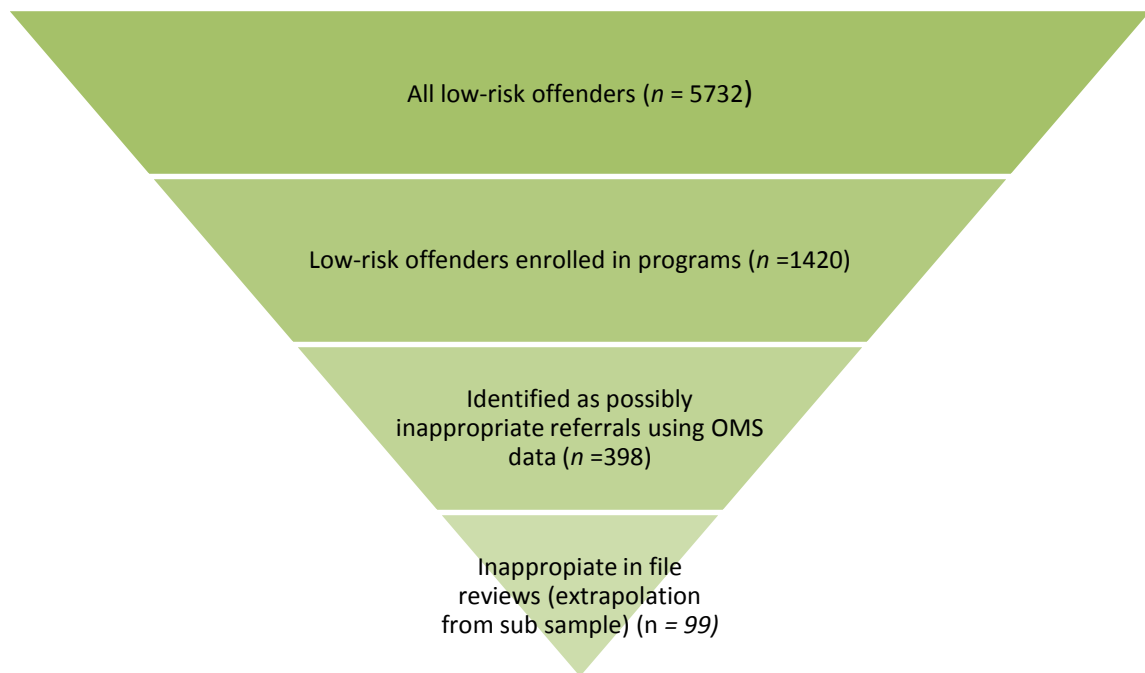 All low-risk offenders (n = 5732)
Low-risk offenders enrolled in programs (n =1420)
Identified as possibly
inappropriate referrals using OMS
data (n =398)
Inappropiate in file
reviews (extrapolation
from sub sample) (n = 99)